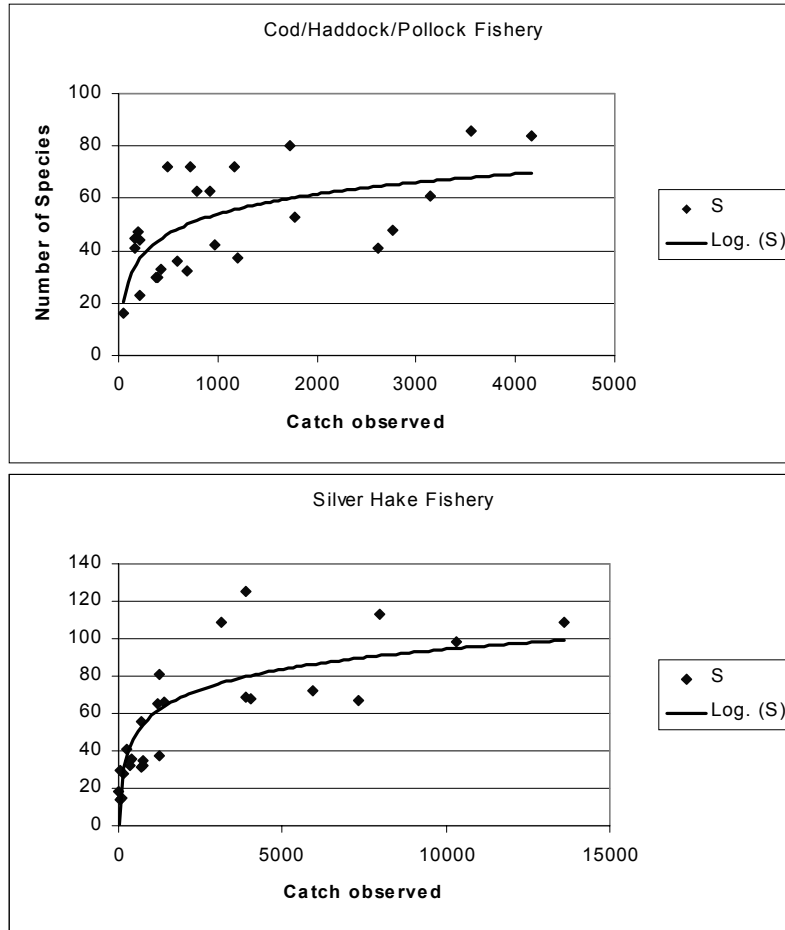 Cod/Haddock/Pollock Fishery
100
80
60
40
20
0
Number of Species
0 1000 2000 3000 4000 5000
Catch observed
S
Log. (S)
Silver Hake Fishery
140
120
100
80
60
40
20
0
0 5000 10000 15000
Catch observed
S
Log. (S)